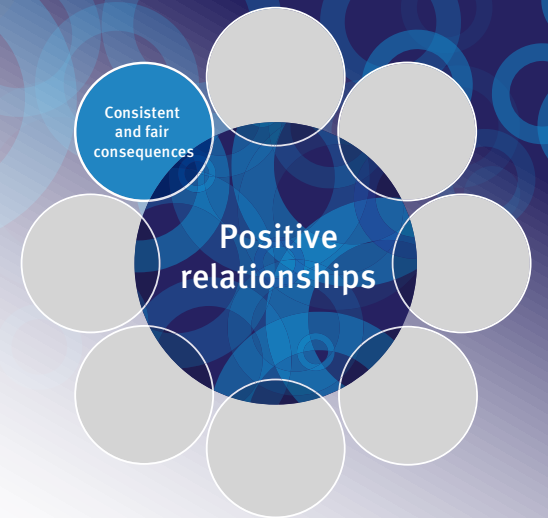 Consistent
and fair
consequences
Positive
relationships